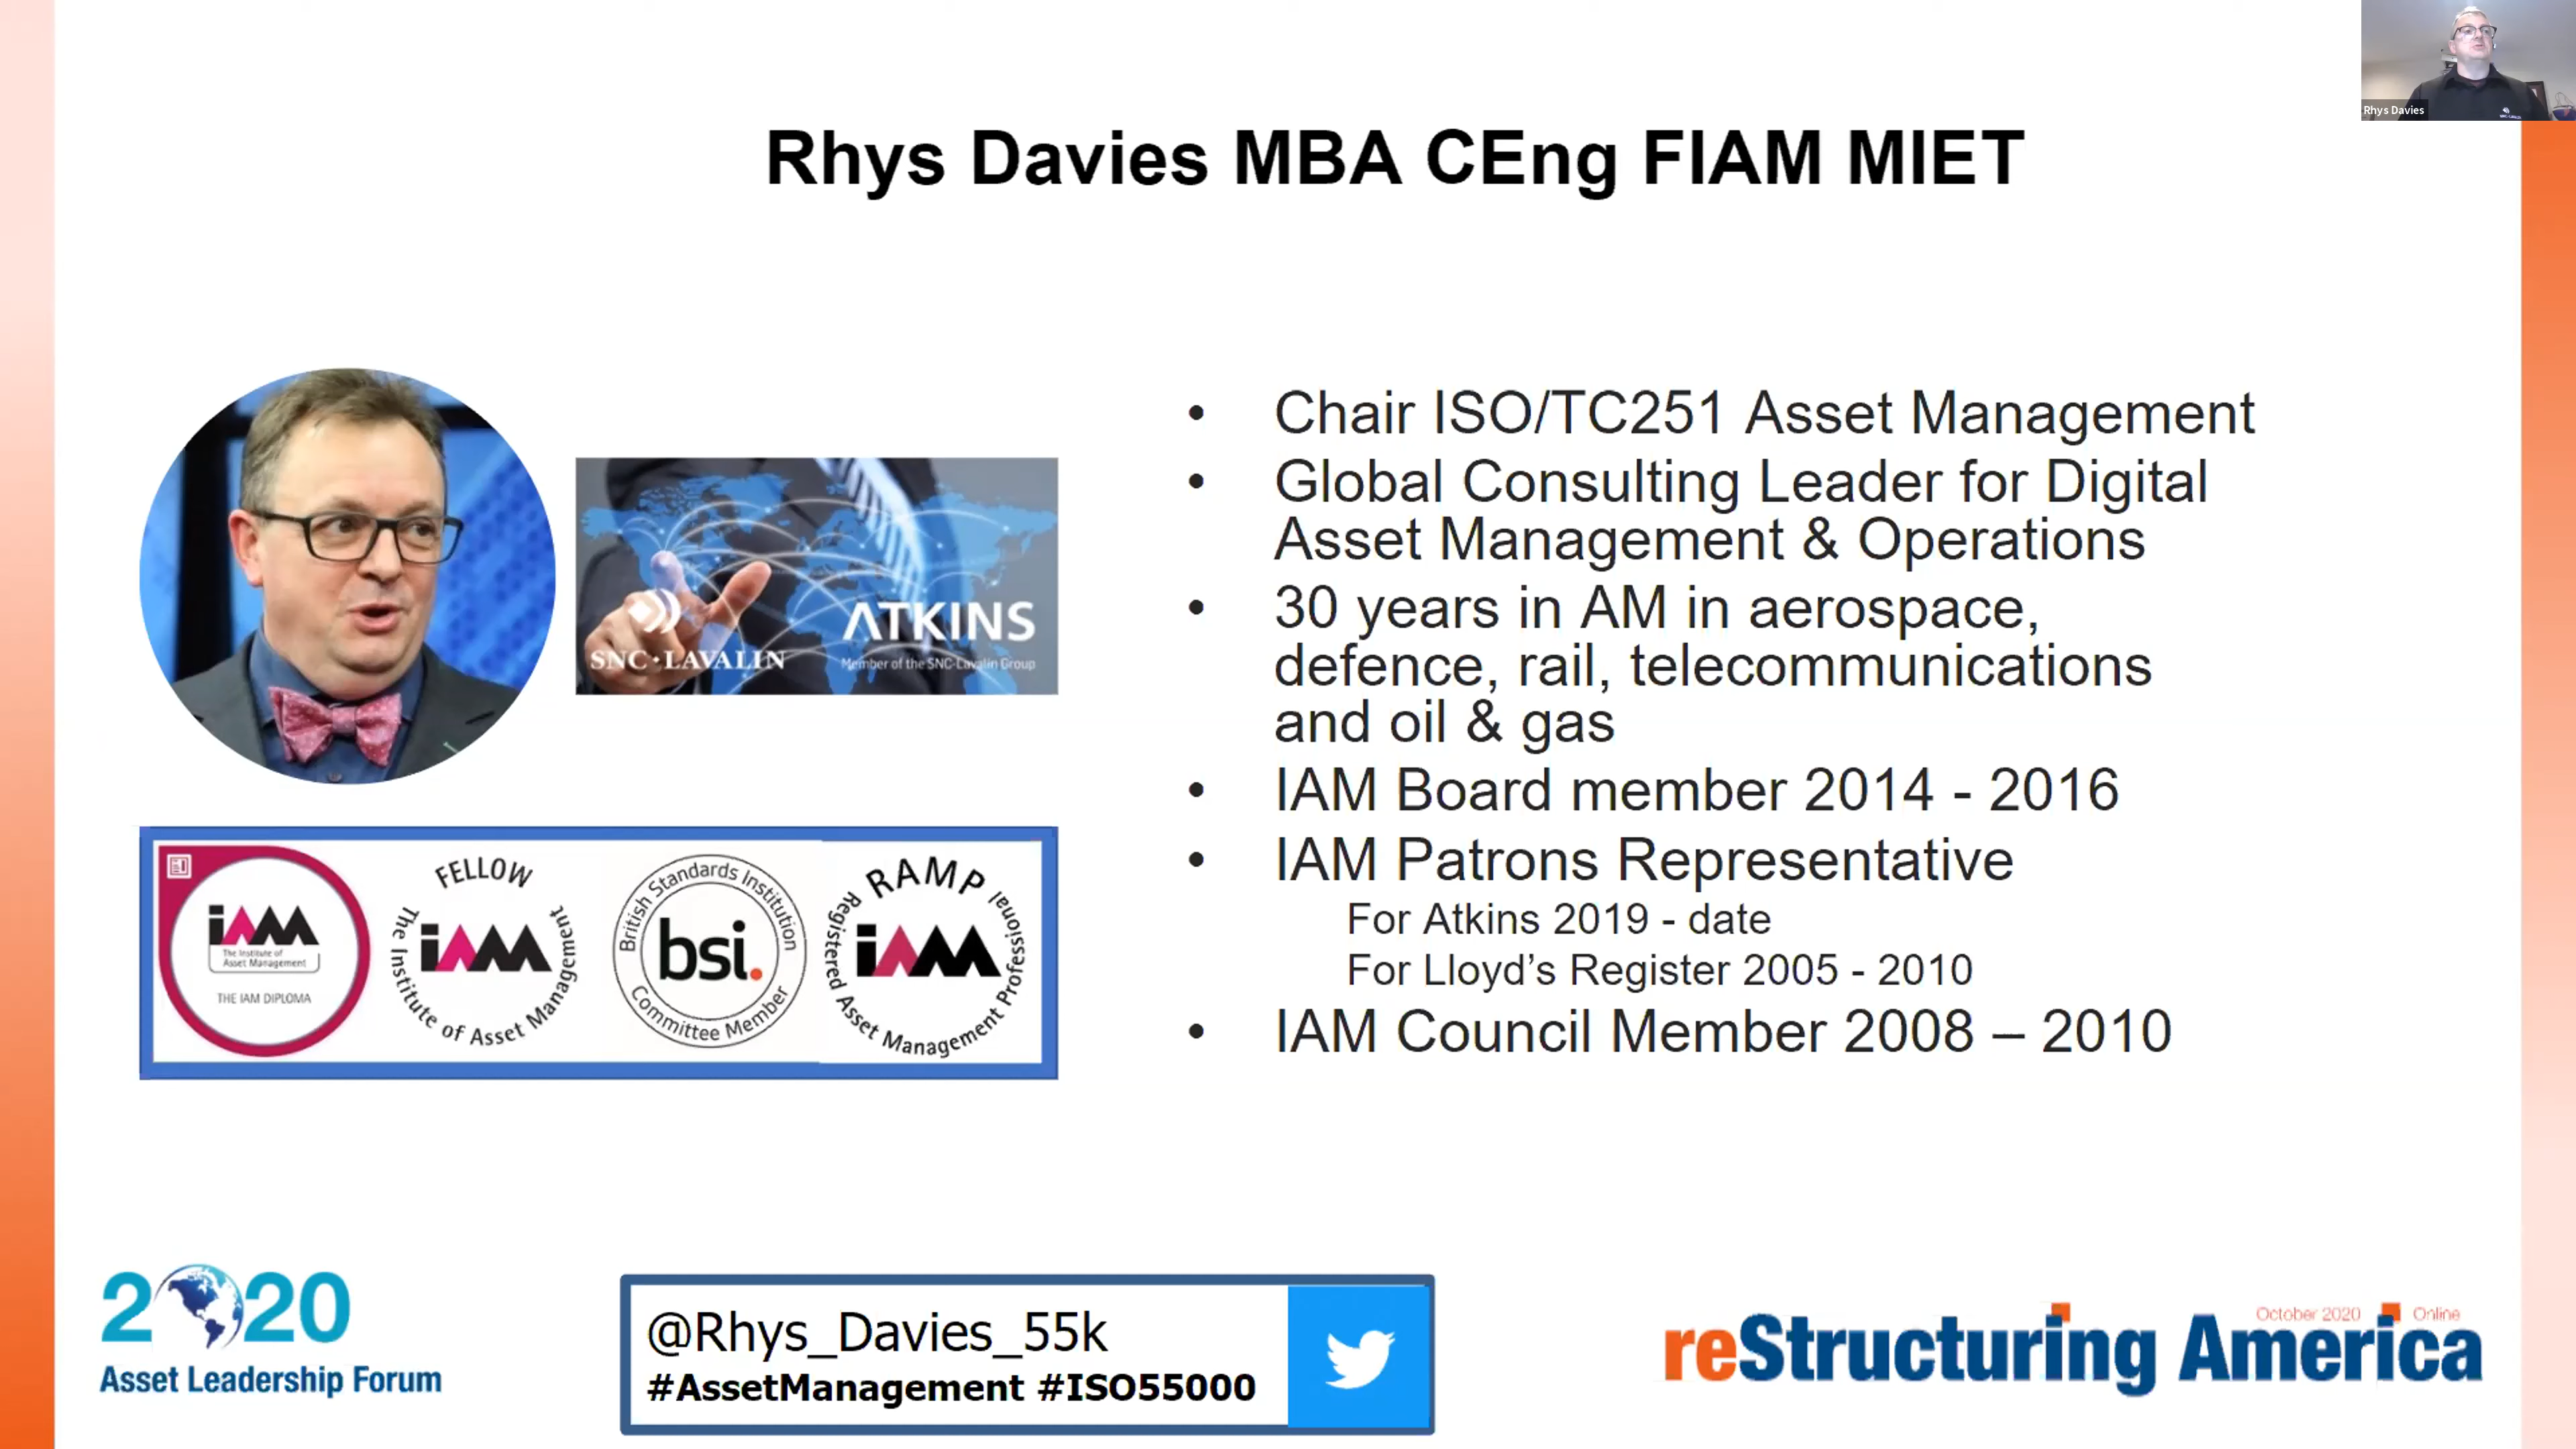 Rhys Davies
Rhys Davies MBA CEng FIAM MIET
SNC•LAVALIN
ATKINS
Member of the SNC-Lavalin Group
• Chair ISO/TC251 Asset Management
• Global Consulting Leader for Digital
Asset Management & Operations
• 30 years in AM in aerospace,
defence, rail, telecommunications
and oil & gas
• IAM Board member 2014 - 2016
• IAM Patrons Representative
For Atkins 2019 - date
For Lloyd’s Register 2005 - 2010
• IAM Council Member 2008 – 2010
iAM
The Institute of
Asset Management
THE IAM DIPLOMA
FELLOW
iAM
The Institute of Asset Management
British Standards Institution
bsi.
Committee Member
RAMP
iAM
Registered Asset Management Professional
2020
Asset Leadership Forum
@Rhys_Davies_55k
#AssetManagement #ISO55000
October 2020 Online
reStructuring America